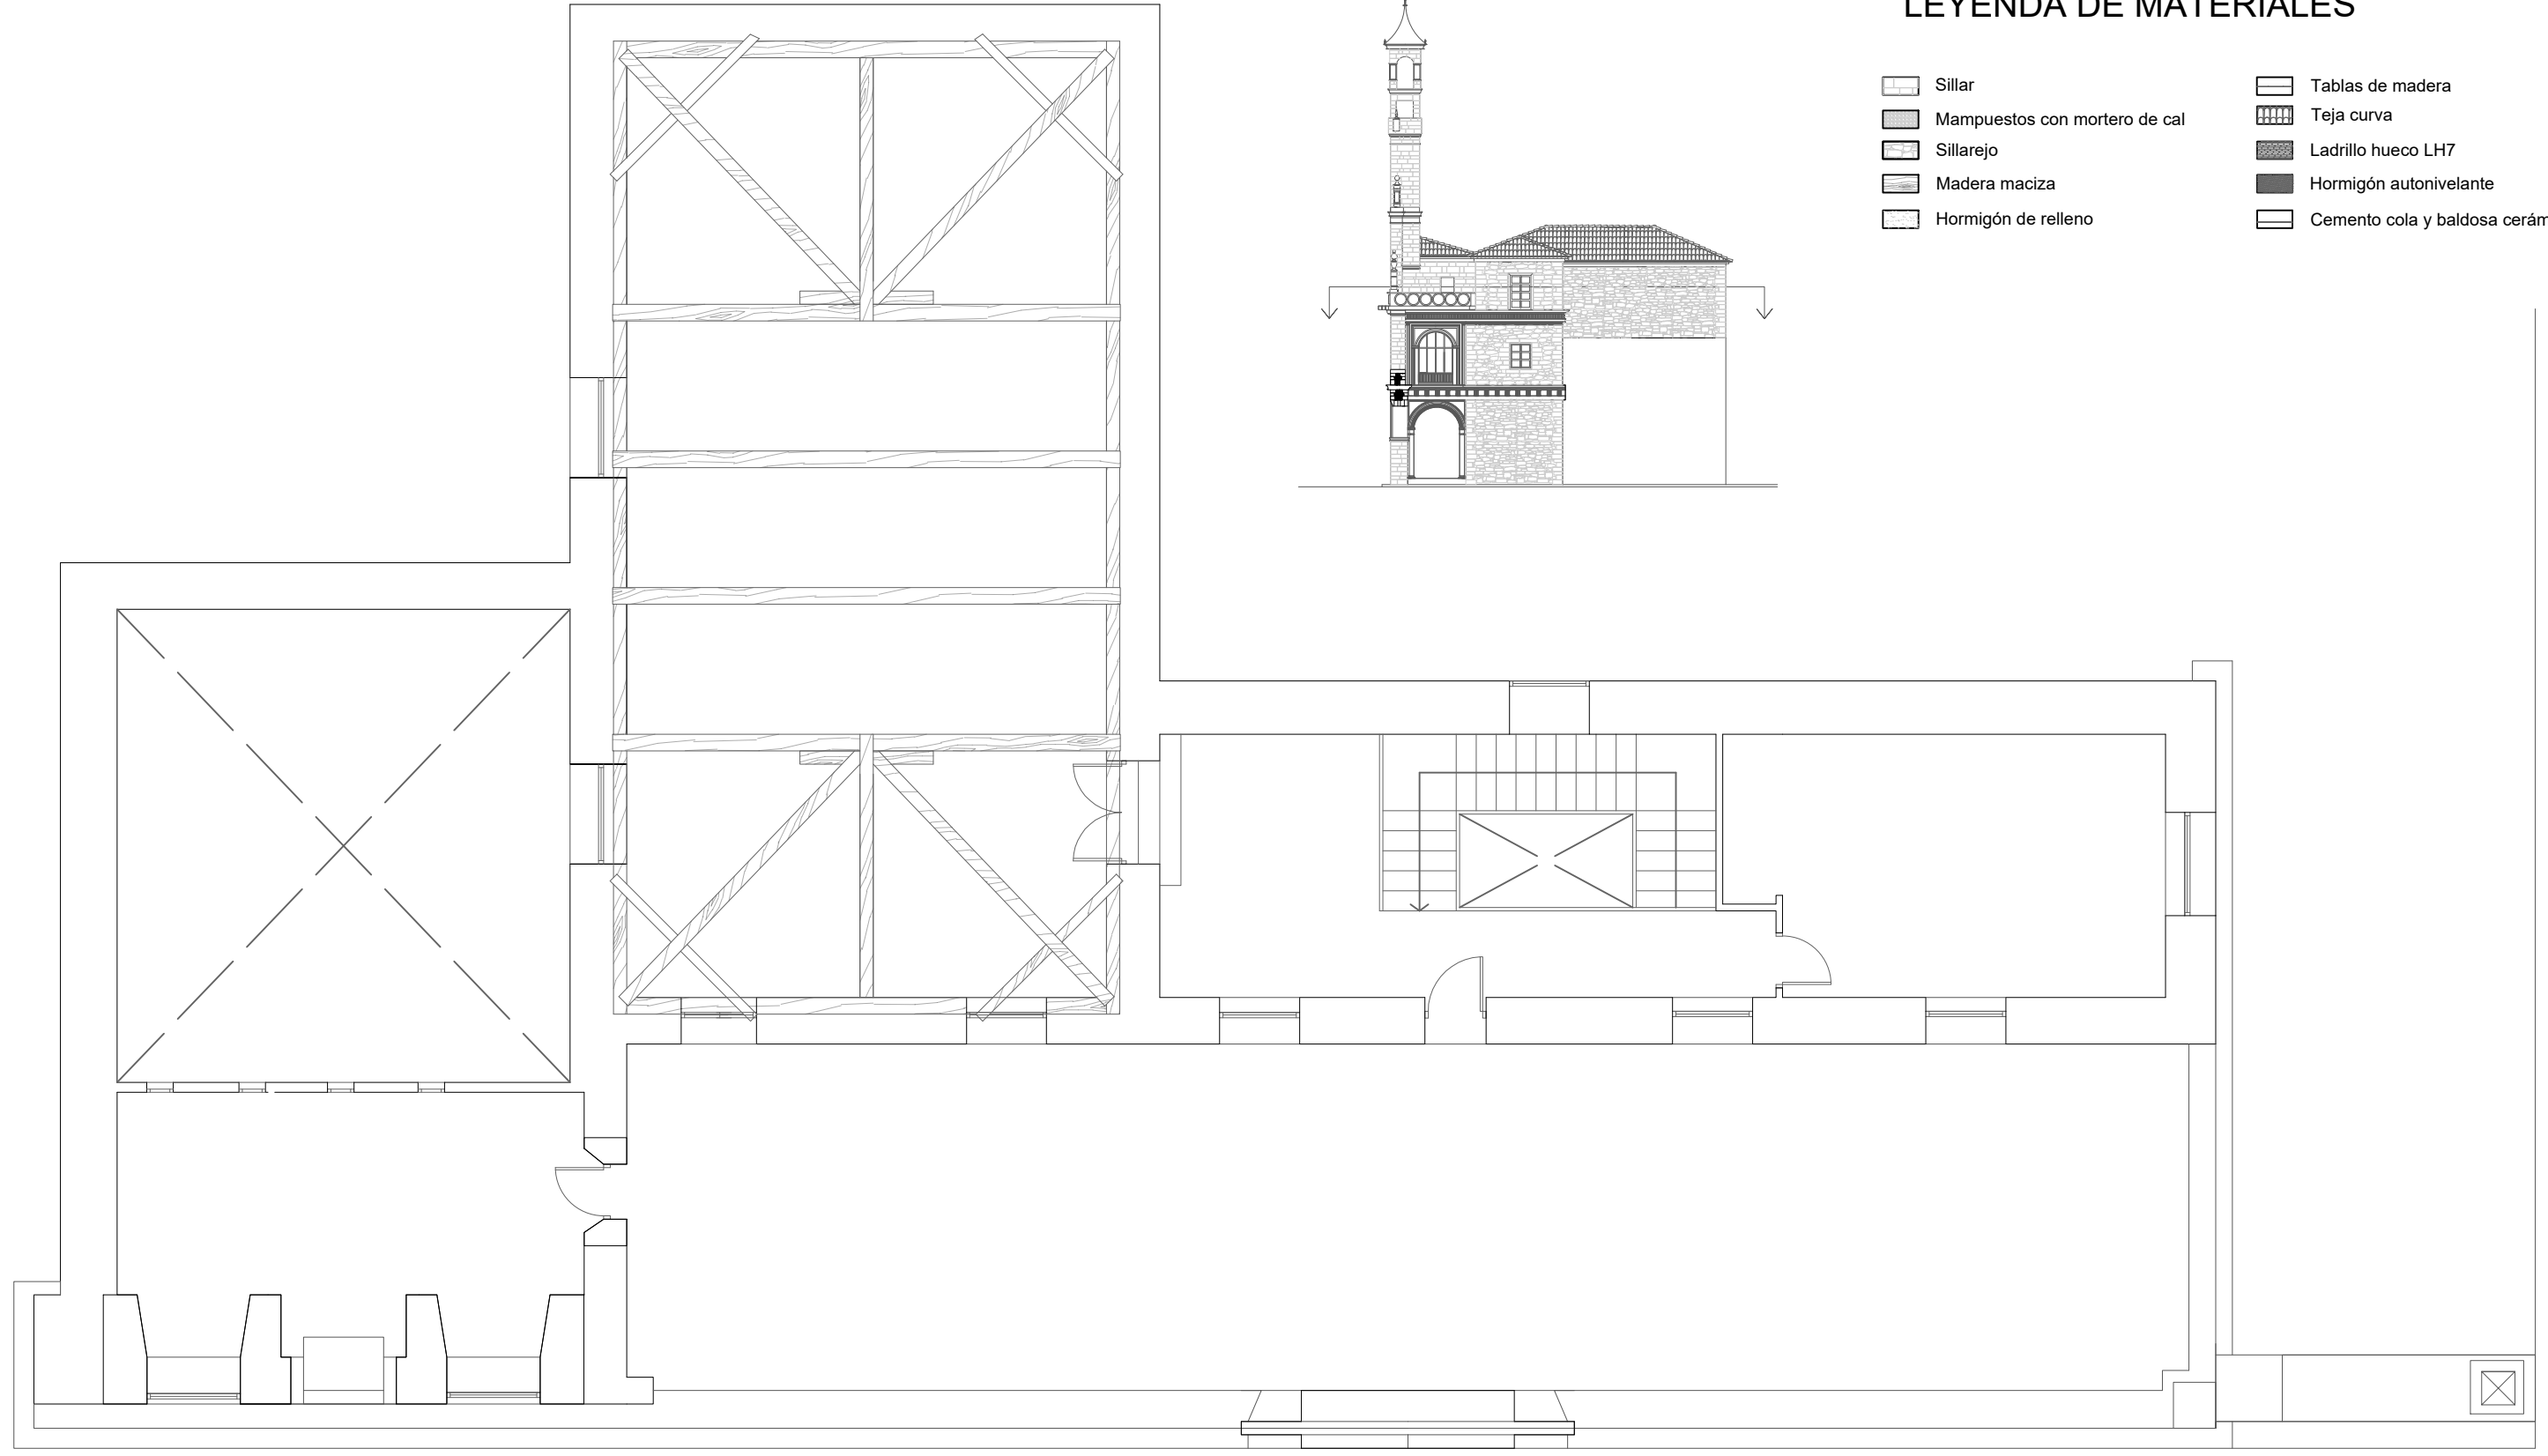 LEYENDA DE MATERIALES
Sillar
Mampuestos con mortero de cal
Sillarejo
Madera maciza
Hormigón de relleno
Tablas de madera
Teja curva
Ladrillo hueco LH7
Hormigón autonivelante
Cemento cola y baldosa cerám